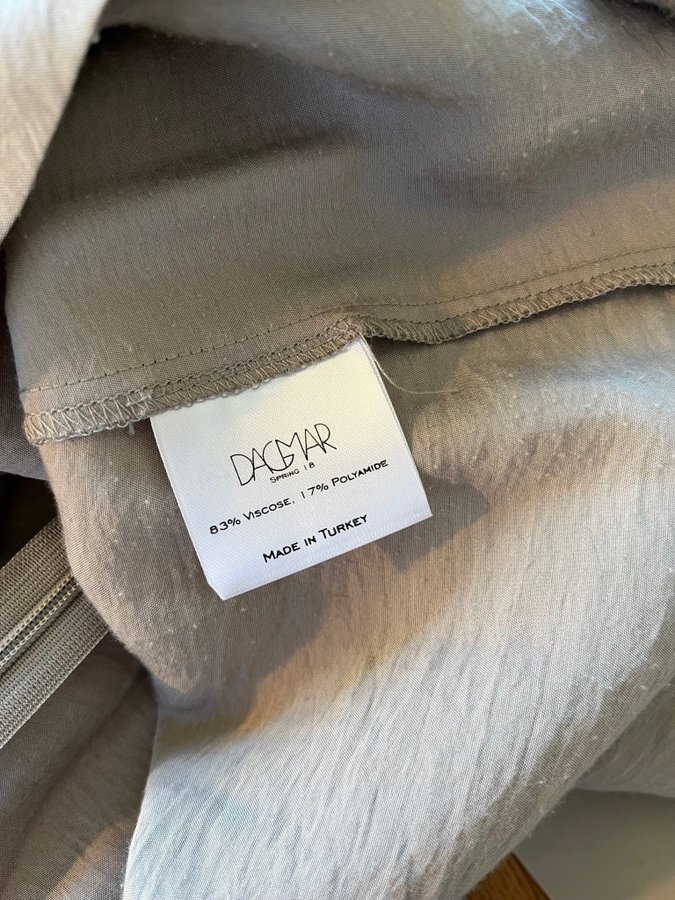 DAGMAR
Spring 18
83% Viscose, 17% Polyamide
Made in Turkey